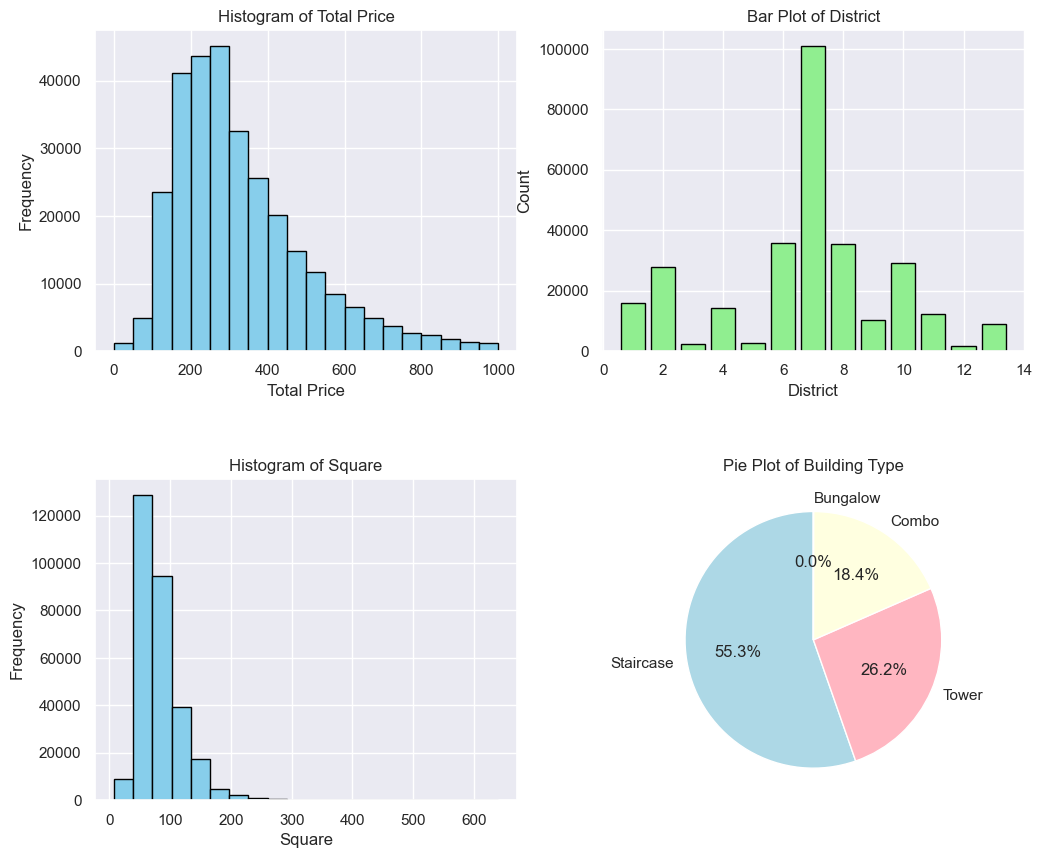 Histogram of Total Price
Frequency
40000
30000
20000
10000
0
0 200 400 600 800 1000
Total Price
Bar Plot of District
Count
100000
80000
60000
40000
20000
0
0 2 4 6 8 10 12 14
District
Histogram of Square
Frequency
120000
100000
80000
60000
40000
20000
0
0 100 200 300 400 500 600
Square
Pie Plot of Building Type
Bungalow
Combo
0.0%
18.4%
55.3%
Staircase
26.2%
Tower